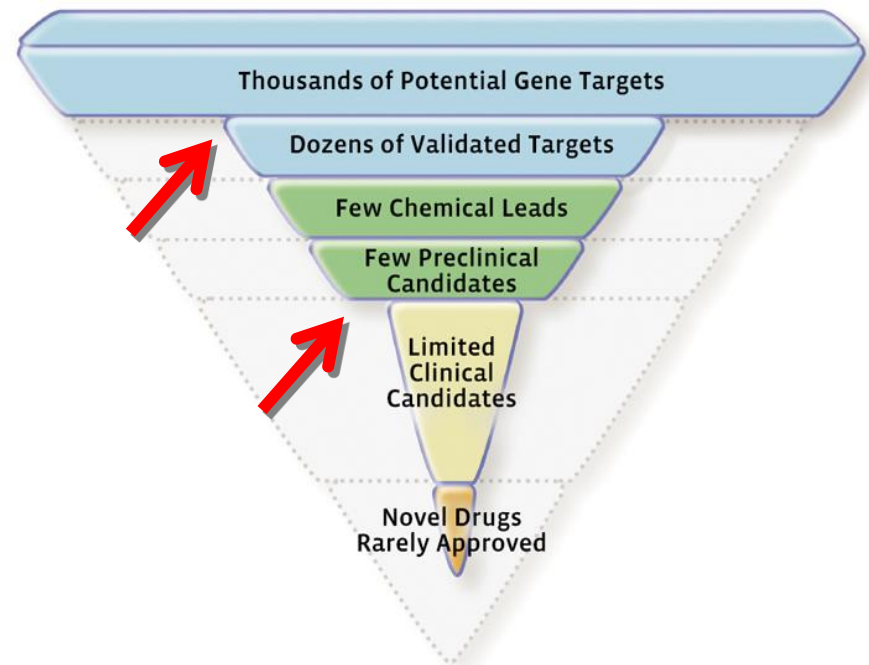 Thousands of Potential Gene Targets
Dozens of Validated Targets
Few Chemical Leads
Few Preclinical
Candidates
Limited
Clinical
Candidates
Novel Drugs
Rarely Approved